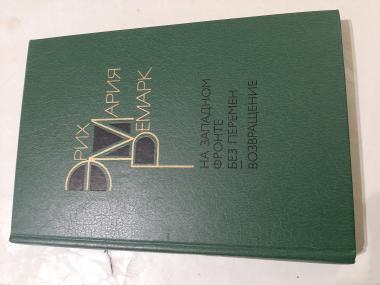 ЭРИХ
МАРИЯ
РЕМАРК
НА ЗАПАДНОМ
ФРОНТЕ
БЕЗ ПЕРЕМЕН
ВОЗВРАЩЕНИЕ